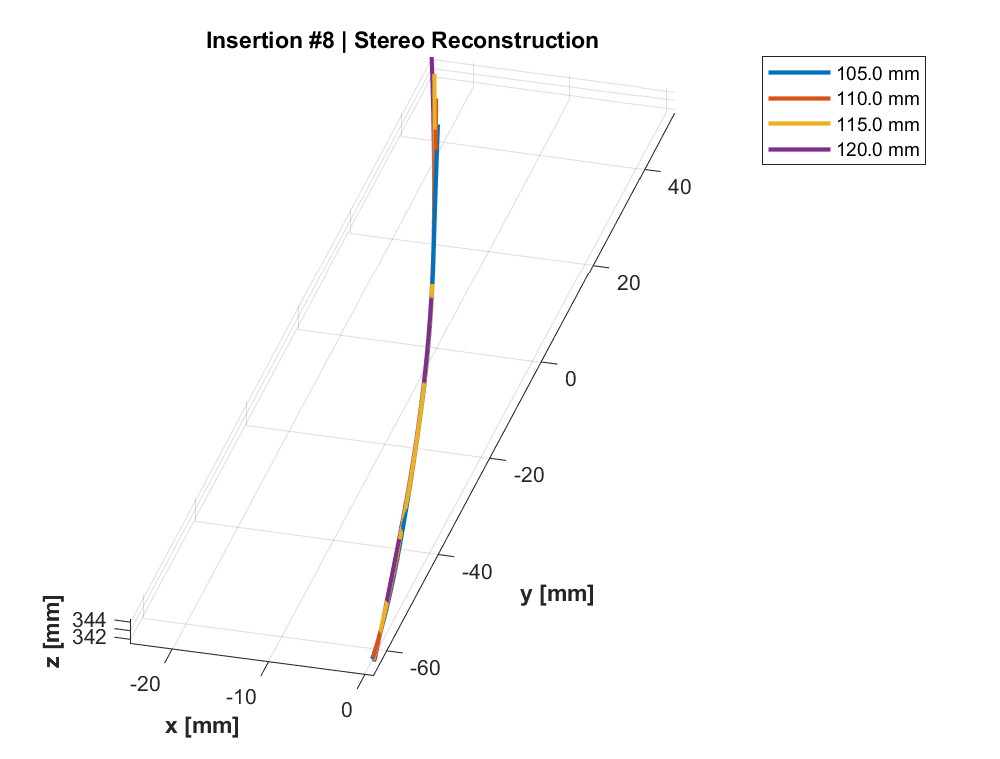 Insertion #8 | Stereo Reconstruction
105.0 mm
110.0 mm
115.0 mm
120.0 mm
40
20
0
-20
-40
-60
y [mm]
344
342
z [mm]
-20
-10
0
x [mm]